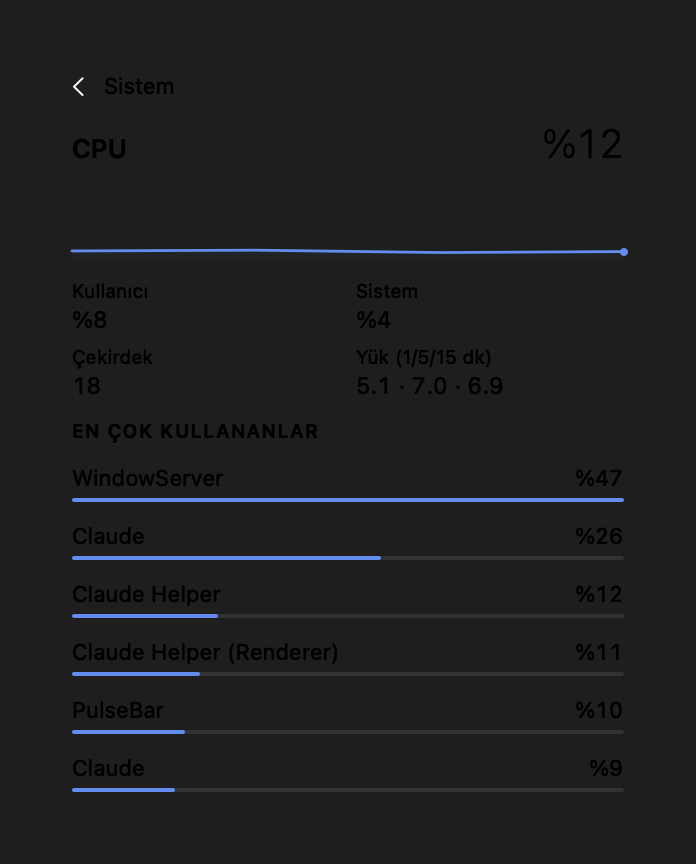 Sistem
CPU %12
Kullanıcı Sistem
%8 %4
Çekirdek Yük (1/5/15 dk)
18 5.1 · 7.0 · 6.9
EN ÇOK KULLANANLAR
WindowServer %47
Claude %26
Claude Helper %12
Claude Helper (Renderer) %11
PulseBar %10
Claude %9